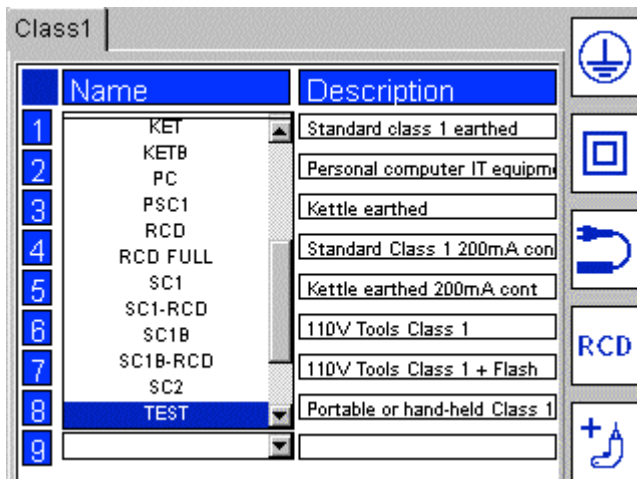 Class1
Name Description
1 Standard class 1 earthed
2 Personal computer IT equipm
3 Kettle earthed
4 Standard Class 1 200mA con
5 Kettle earthed 200mA cont
6 110V Tools Class 1
7 110V Tools Class 1 + Flash
8 Portable or hand-held Class 1
9
KET
KETB
PC
PSC1
RCD
RCD FULL
SC1
SC1-RCD
SC1B
SC1B-RCD
SC2
TEST
RCD